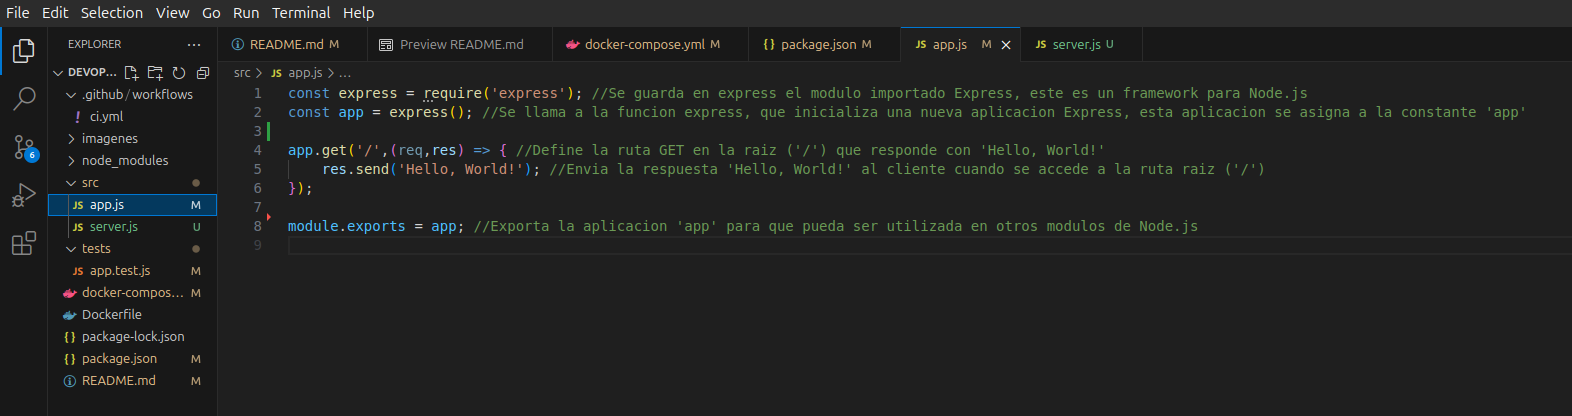 File Edit Selection View Go Run Terminal Help
EXPLORER ...
README.md M Preview README.md docker-compose.yml M package.json M JS app.js M JS server.js U
DEVOP...
src > JS app.js > ...
.github/workflows
! ci.yml
imagenes
node_modules
src
JS app.js M
JS server.js U
tests
JS app.test.js M
docker-compos... M
Dockerfile
{} package-lock.json
{} package.json M
README.md M
6
1 const express = require('express'); //Se guarda en express el modulo importado Express, este es un framework para Node.js
2 const app = express(); //Se llama a la funcion express, que inicializa una nueva aplicacion Express, esta aplicacion se asigna a la constante 'app'
3
4 app.get('/',(req,res) => { //Define la ruta GET en la raiz ('/') que responde con 'Hello, World!'
5 res.send('Hello, World!'); //Envia la respuesta 'Hello, World!' al cliente cuando se accede a la ruta raiz ('/')
6 });
7
8 module.exports = app; //Exporta la aplicacion 'app' para que pueda ser utilizada en otros modulos de Node.js
9